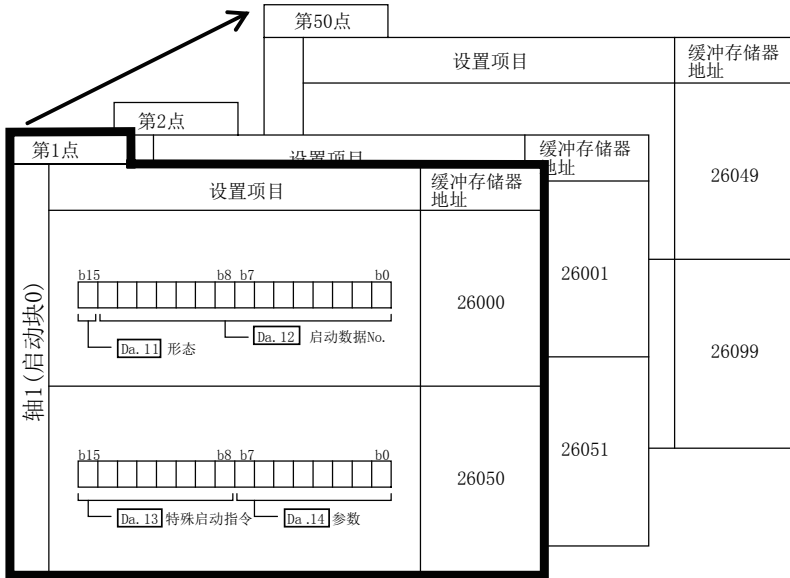 第50点
设置项目
缓冲存储器
地址
26049
26099
第2点
设置项目
缓冲存储器
地址
26001
26051
第1点
设置项目
缓冲存储器
地址
轴1(启动块0)
b15 b8 b7 b0
Da.11 形态
Da.12 启动数据No.
26000
b15 b8 b7 b0
Da.13 特殊启动指令
Da.14 参数
26050